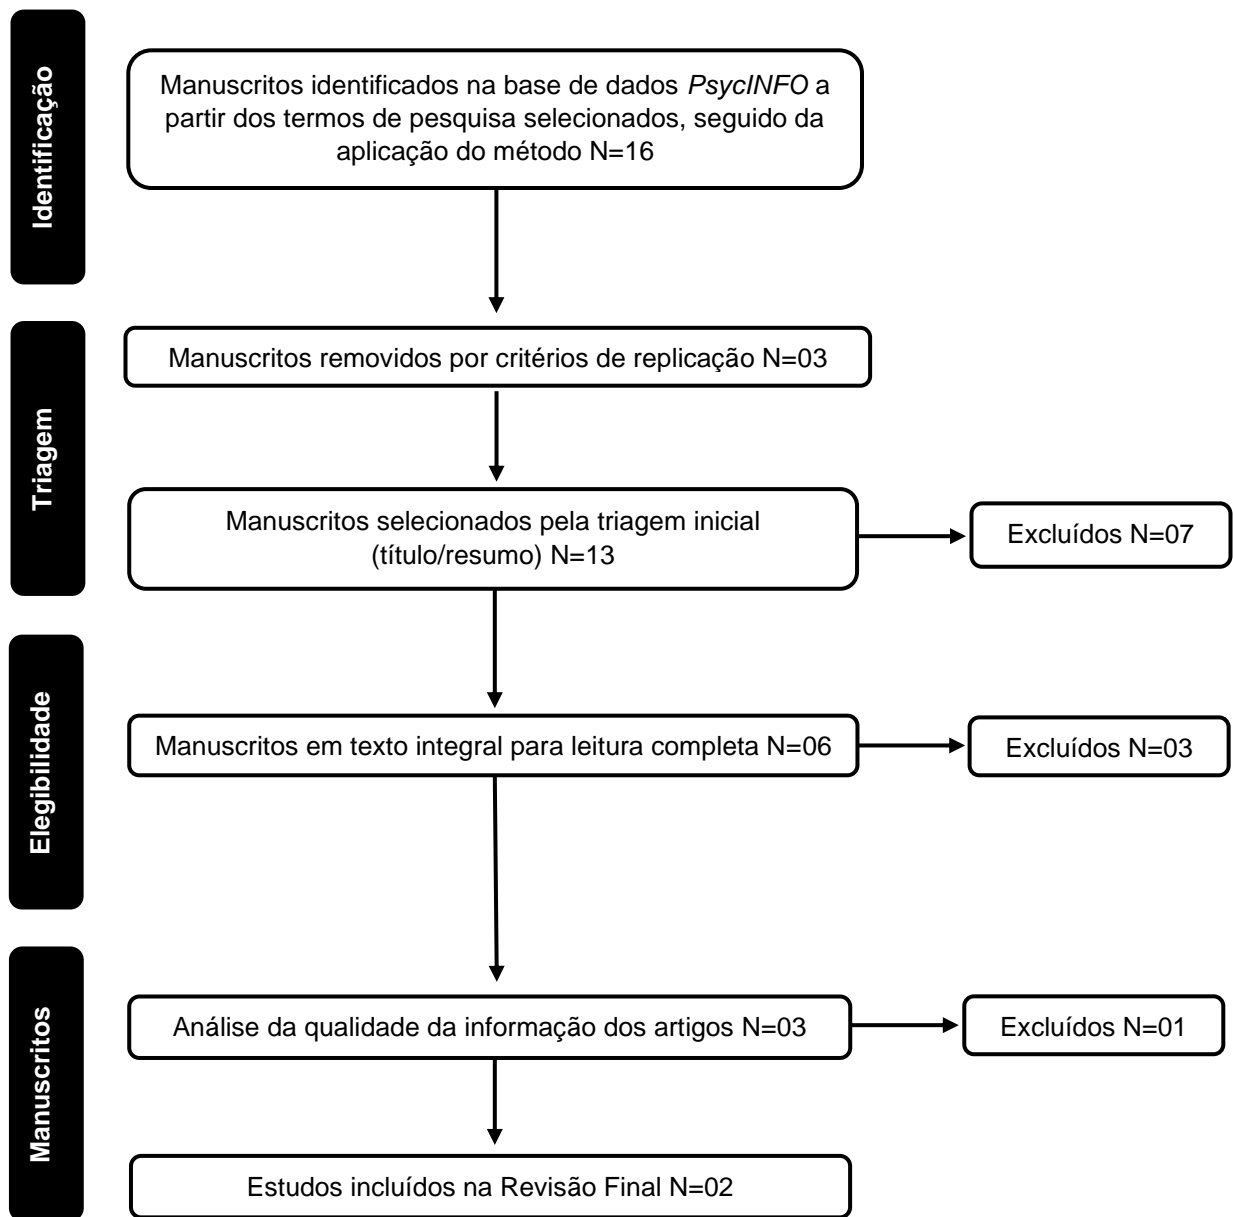 Identificação
Manuscritos identificados na base de dados PsycINFO a
partir dos termos de pesquisa selecionados, seguido da
aplicação do método N=16
Triagem
Manuscritos removidos por critérios de replicação N=03
Manuscritos selecionados pela triagem inicial
(título/resumo) N=13
Excluídos N=07
Elegibilidade
Manuscritos em texto integral para leitura completa N=06
Excluídos N=03
Manuscritos
Análise da qualidade da informação dos artigos N=03
Excluídos N=01
Estudos incluídos na Revisão Final N=02